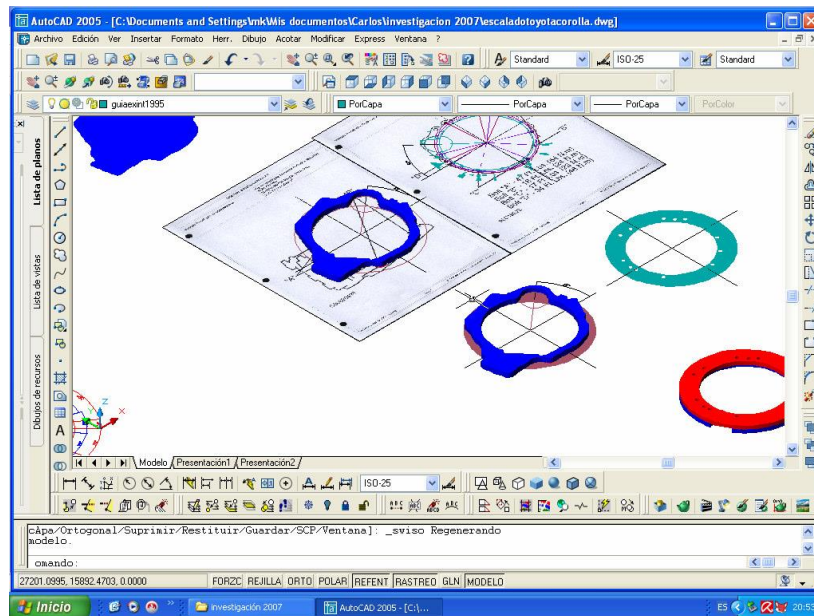 AutoCAD 2005 - [C:\Documents and Settings\mk\Mis documentos\Carlos\investigacion 2007\escaladotoyotacorolla.dwg]
Archivo Edición Ver Insertar Formato Herr. Dibujo Acotar Modificar Express Ventana ?
Standard ISO-25 Standard
guiaexint1995 PorCapa PorCapa PorCapa PorColor
Lista de planos
Lista de vistas
Dibujos de recursos
Z
Y
X
Modelo Presentación1 Presentación2
ISO-25
cApa/Ortogonal/Suprimir/Restituir/Guardar/SCP/Ventana]: _sviso Regenerando
modelo.
omando:
27201.0995, 15892.4703, 0.0000 FORZC REJILLA ORTO POLAR REFENT RASTREO GLN MODELO
Inicio investigación 2007 AutoCAD 2005 - [C:\... ES 20:53